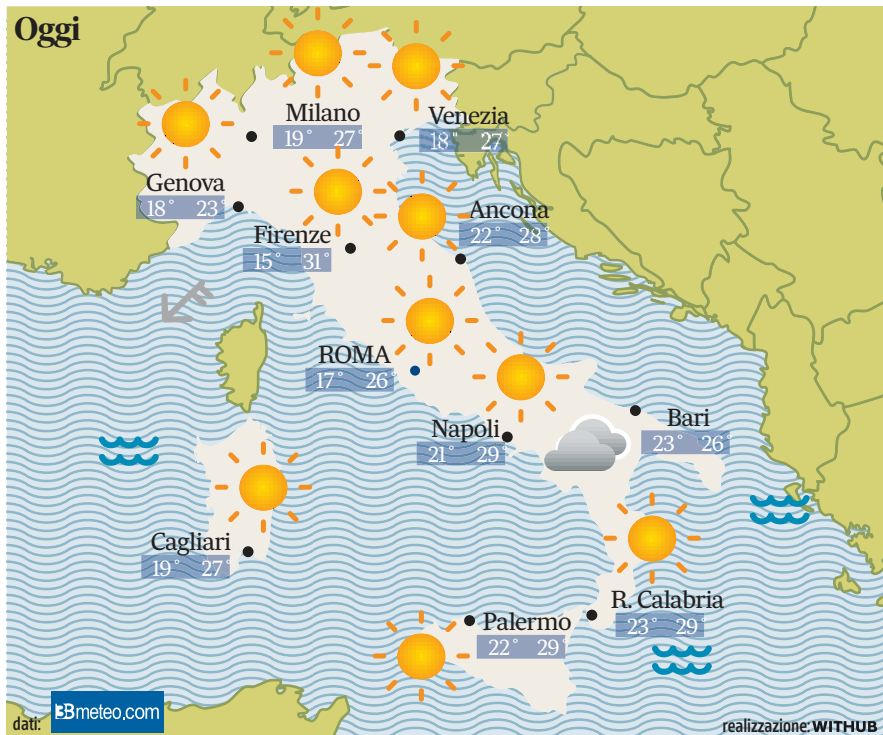 Oggi
Milano
19° 27°
Venezia
18° 27°
Genova
18° 23°
Ancona
22° 28°
Firenze
15° 31°
ROMA
17° 26°
Napoli
21° 29°
Bari
23° 26°
Cagliari
19° 27°
R. Calabria
23° 29°
Palermo
22° 29°
dati: 3Bmeteo.com
realizzazione: WITHUB